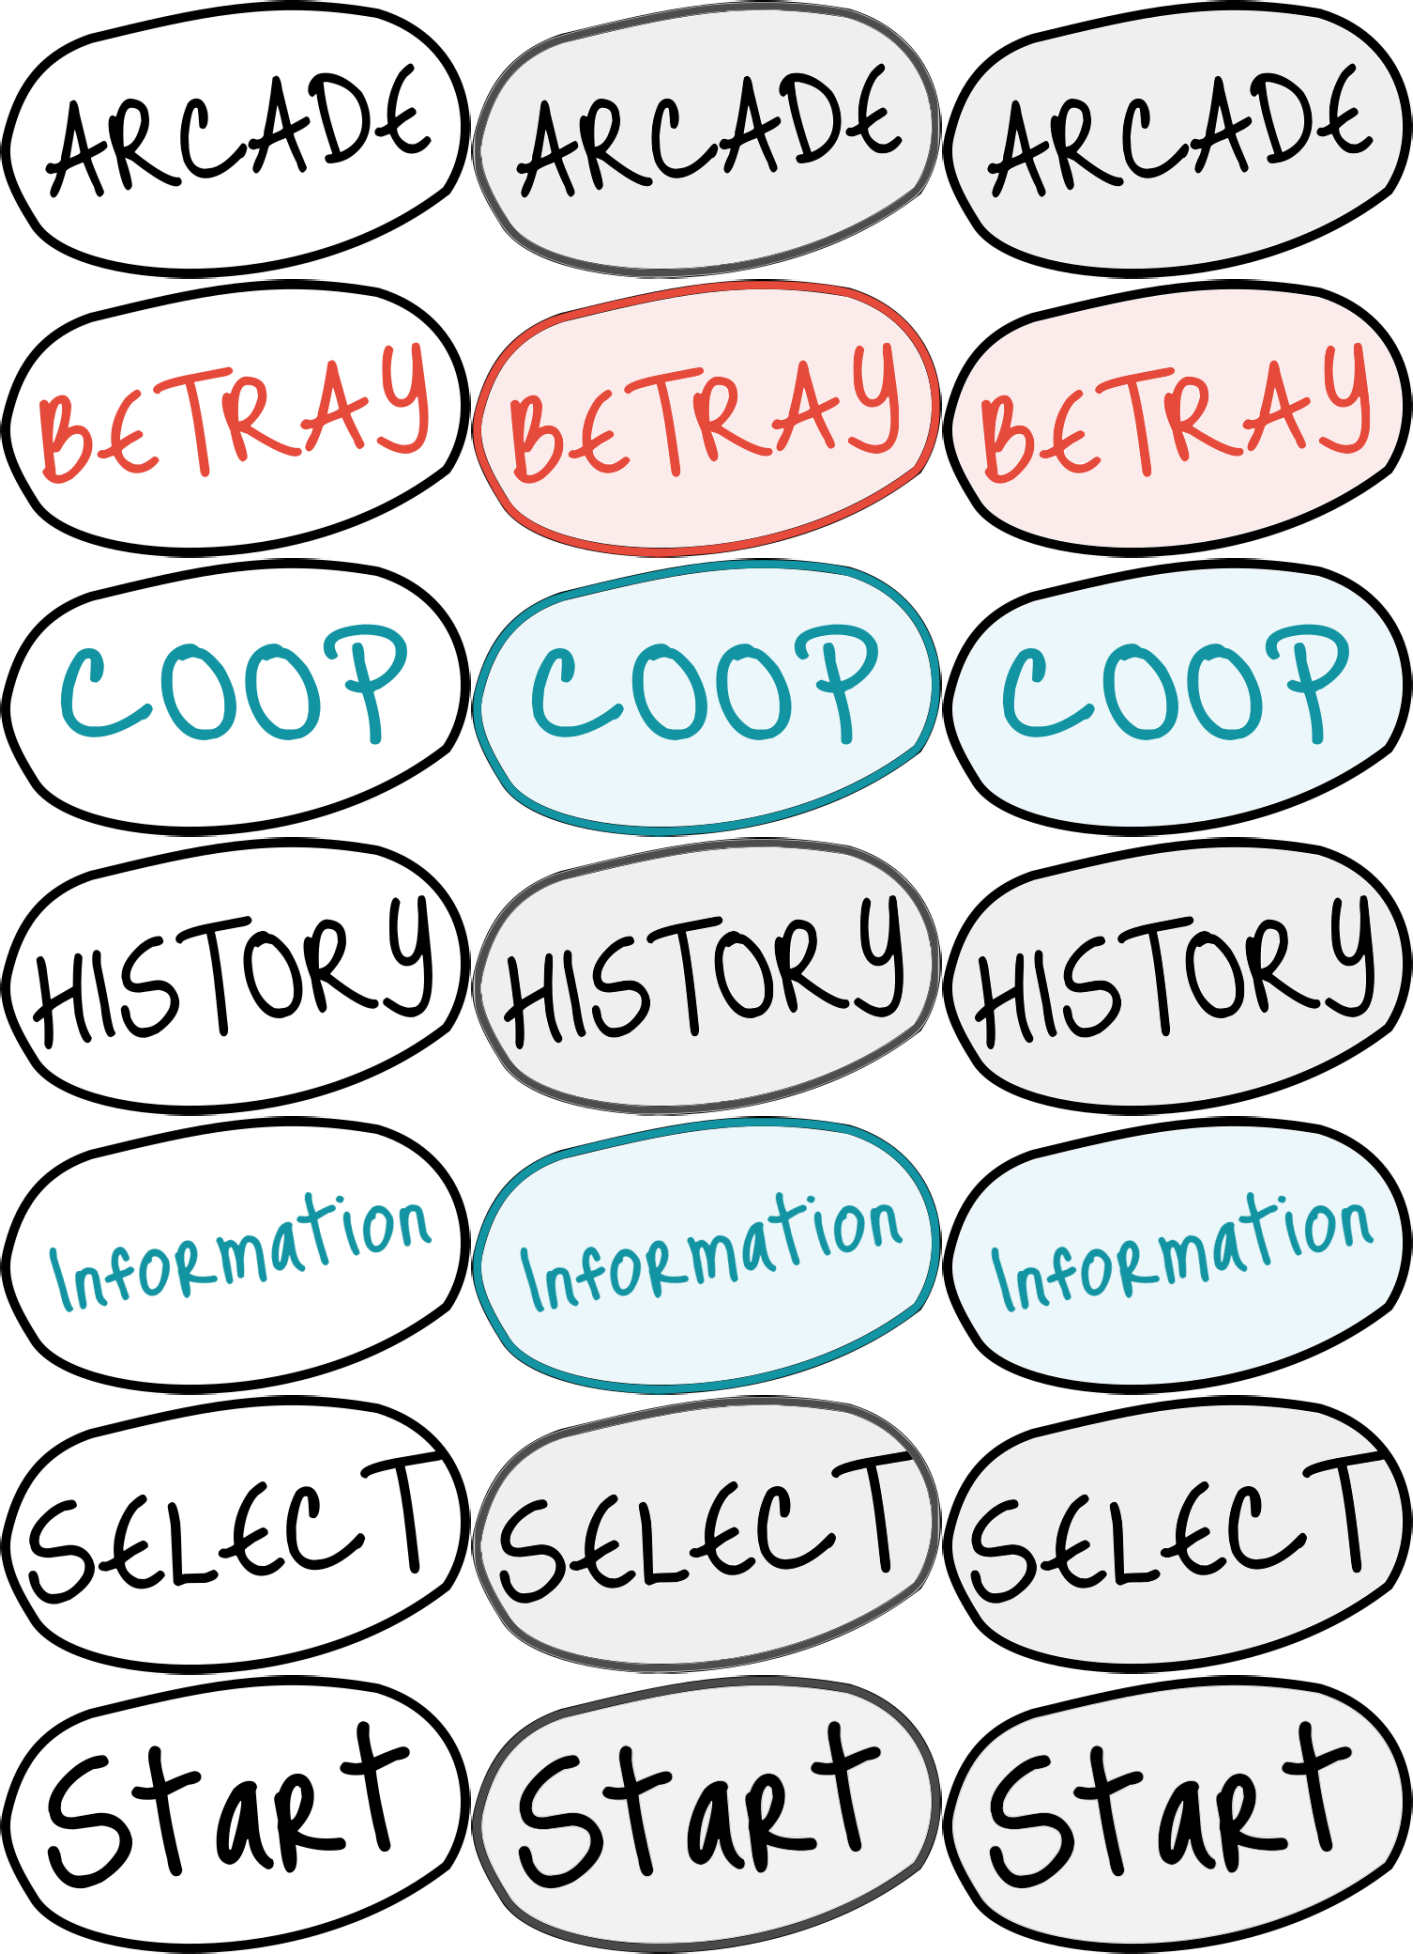 ARCADE ARCADE ARCADE
BETRAY BETRAY BETRAY
COOP COOP COOP
HISTORY HISTORY HISTORY
Information Information Information
SELECT SELECT SELECT
Start Start Start